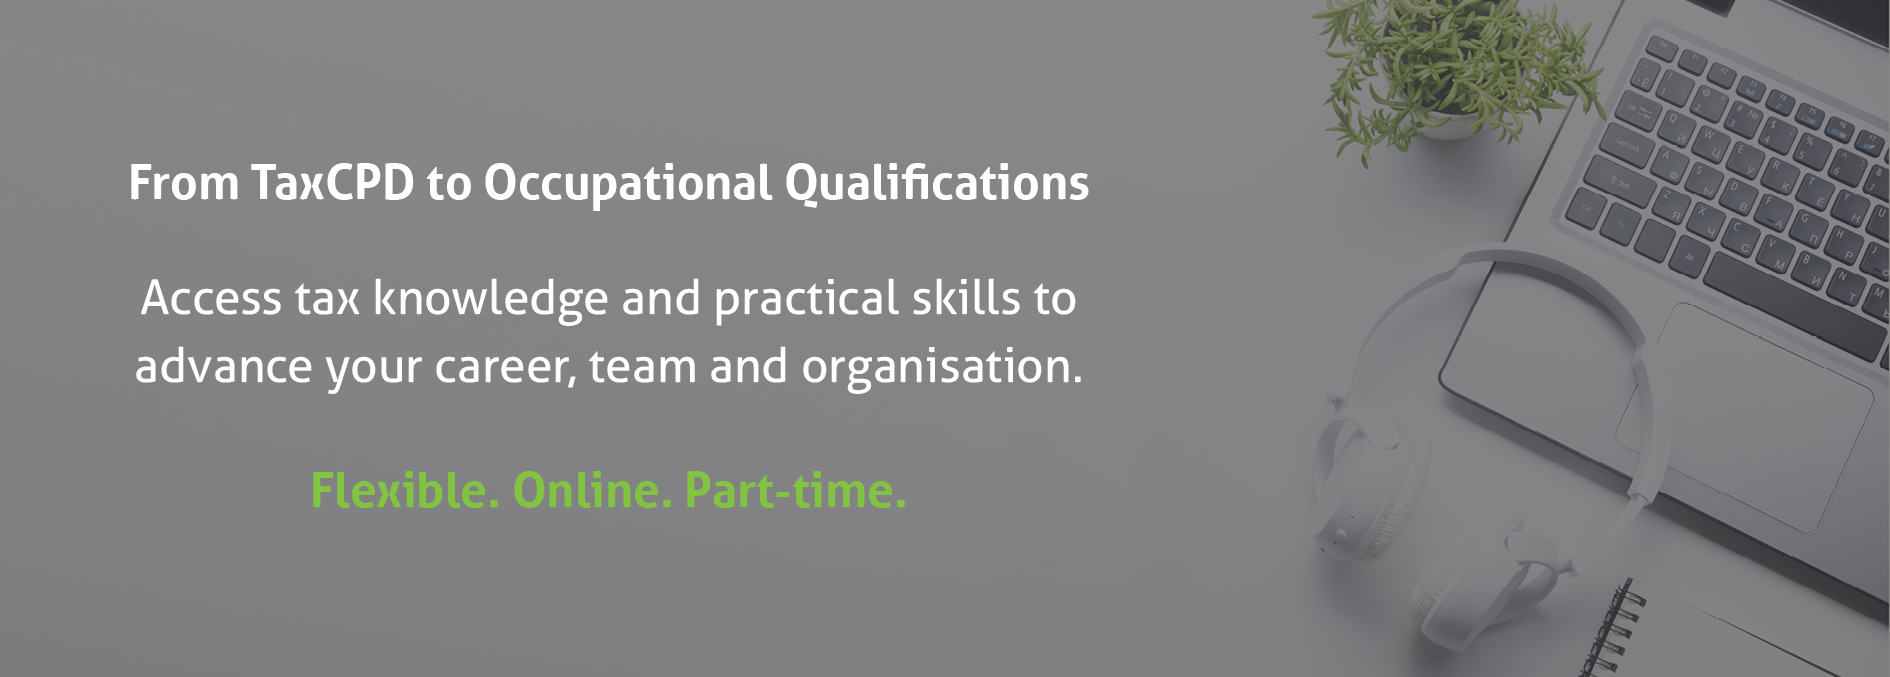 From TaxCPD to Occupational Qualifications
Access tax knowledge and practical skills to
advance your career, team and organisation.
Flexible. Online. Part-time.